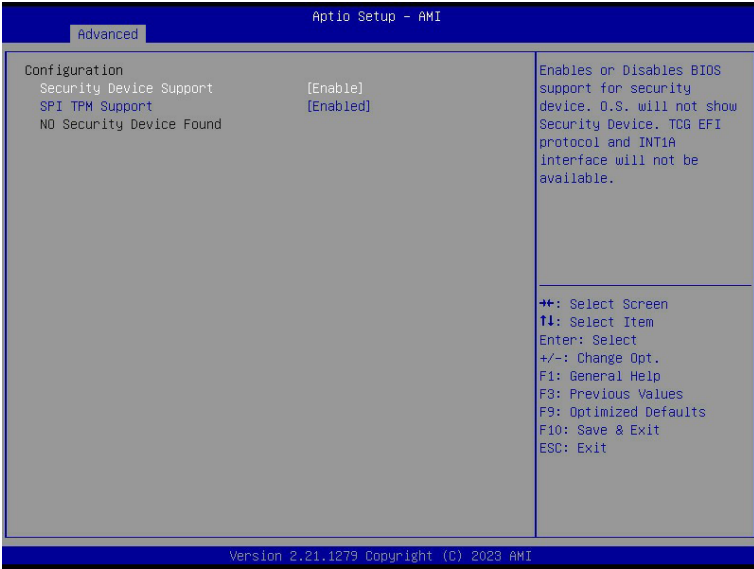 Aptio Setup – AMI
Advanced
Configuration
Security Device Support [Enable]
SPI TPM Support [Enabled]
NO Security Device Found
Enables or Disables BIOS
support for security
device. O.S. will not show
Security Device. TCG EFI
protocol and INT1A
interface will not be
available.
→←: Select Screen
↑↓: Select Item
Enter: Select
+/-: Change Opt.
F1: General Help
F3: Previous Values
F9: Optimized Defaults
F10: Save & Exit
ESC: Exit
Version 2.21.1279 Copyright (C) 2023 AMI